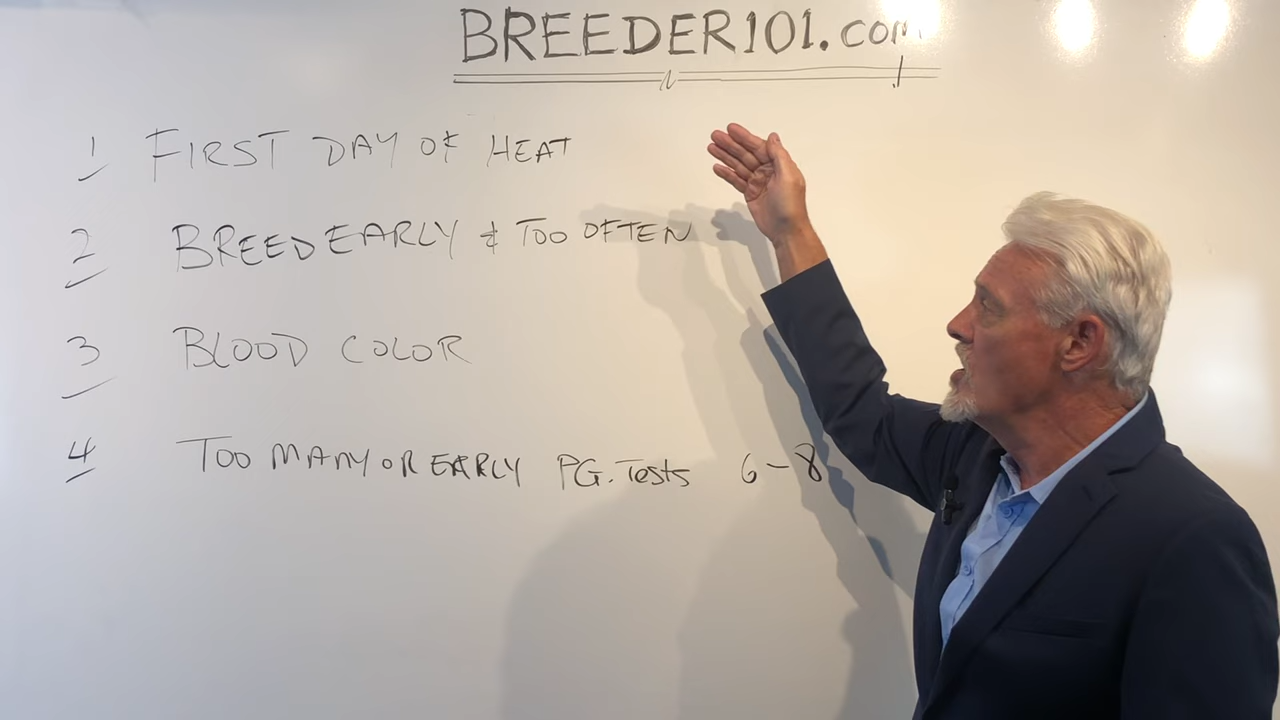 BREEDER101.com
1 FIRST DAY OF HEAT
2 BREED EARLY & TOO OFTEN
3 BLOOD COLOR
4 TOO MANY OR EARLY PG. Tests 6-8